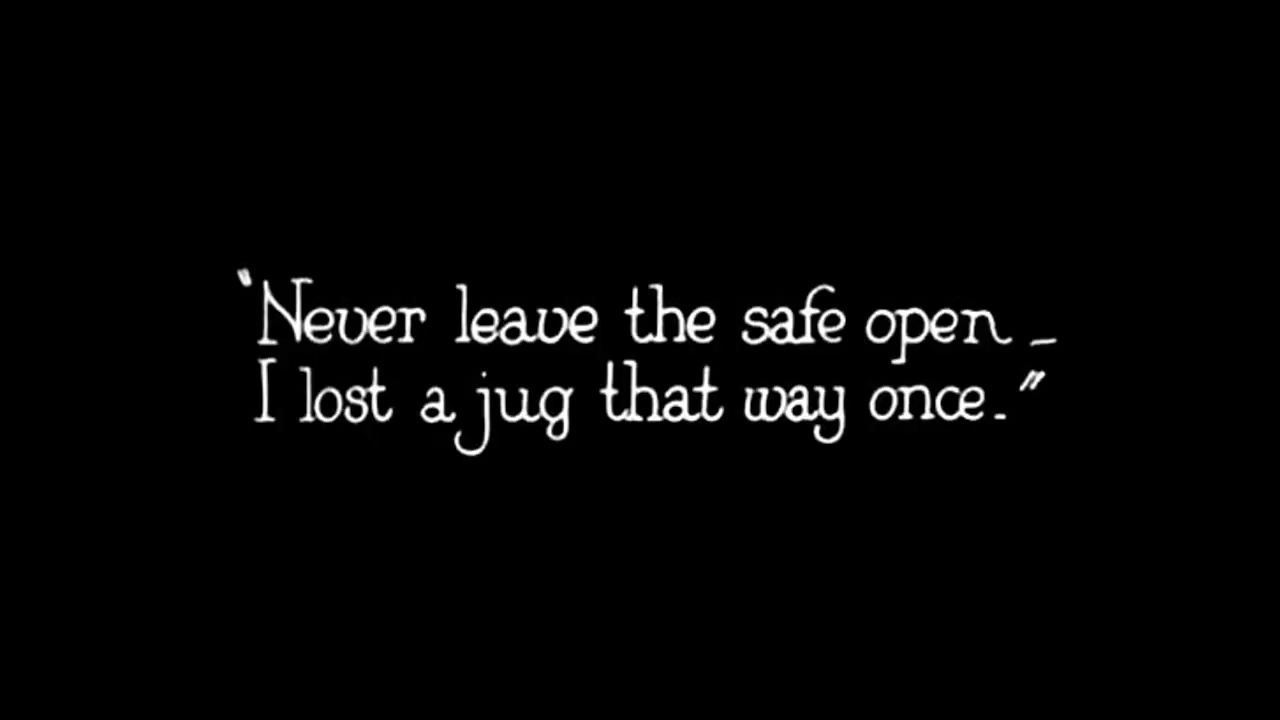 "Never leave the safe open –
I lost a jug that way once."